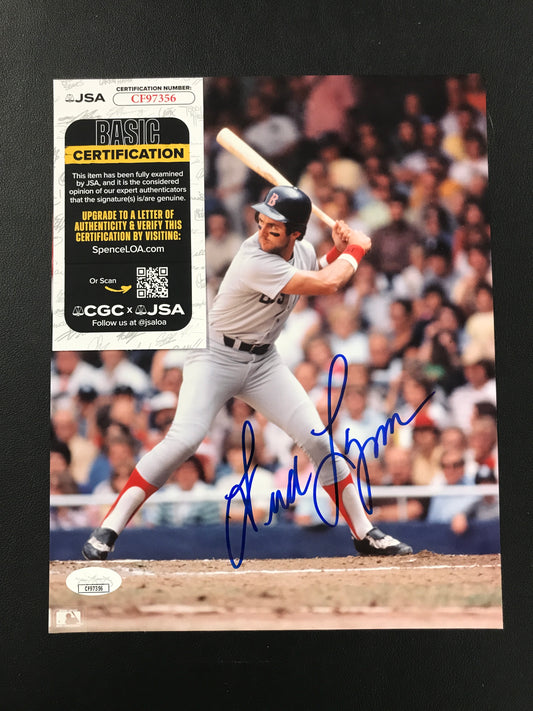 JSA
CERTIFICATION NUMBER:
CF97356
BASIC
CERTIFICATION
This item has been fully examined
by JSA, and it is the considered
opinion of our expert authenticators
that the signature(s) is/are genuine.
UPGRADE TO A LETTER OF
AUTHENTICITY & VERIFY THIS
CERTIFICATION BY VISITING:
SpenceLOA.com
Or Scan
CGC x JSA
Follow us at @jsaloa
B
Fred Lynn
CF97356